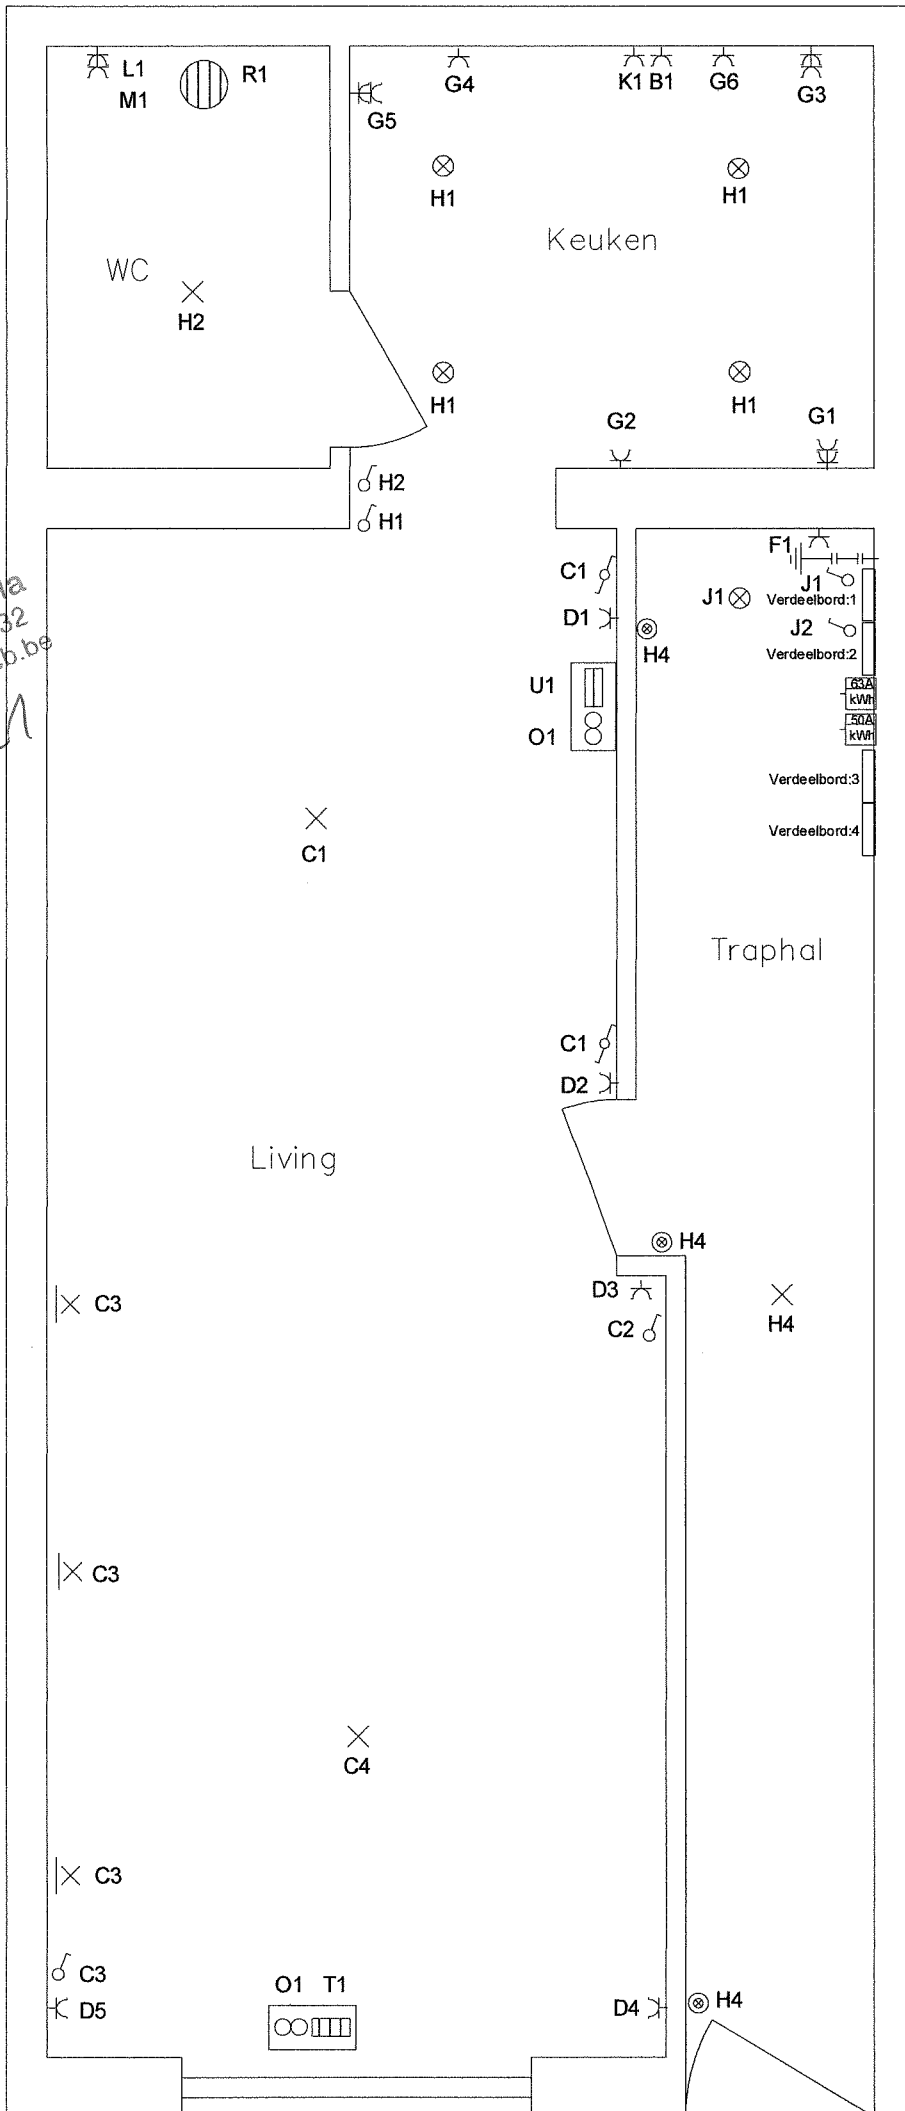 L1
R1
M1
G4
K1 B1
G6
G3
G5
H1
H1
Keuken
WC
H2
H1
H1
G2
G1
H2
H1
F1
C1
J1
J1
Verdeelbord:1
32
b.be
D1
J2
H4
Verdeelbord:2
U1
63A
kWh
O1
50A
kWh
Verdeelbord:3
Verdeelbord:4
C1
Traphal
C1
D2
Living
H4
D3
C3
C2
H4
C3
C4
C3
C3
O1 T1
D5
D4
H4